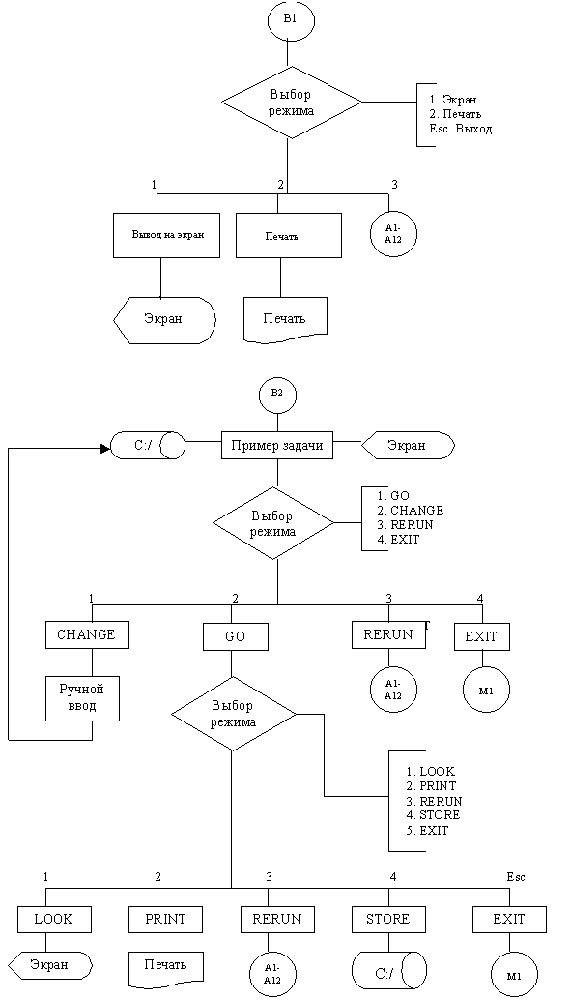 B1
Выбор
режима
1. Экран
2. Печать
Esc Выход
1
2
3
Вывод на экран
Печать
A1-
A12
Экран
Печать
B2
C:/
Пример задачи
Экран
Выбор
режима
1. GO
2. CHANGE
3. RERUN
4. EXIT
1
2
3
4
CHANGE
GO
RERUN
T
EXIT
Ручной
ввод
Выбор
режима
A1-
A12
M1
1. LOOK
2. PRINT
3. RERUN
4. STORE
5. EXIT
1
2
3
4
Esc
LOOK
PRINT
RERUN
STORE
EXIT
Экран
Печать
A1-
A12
C:/
M1